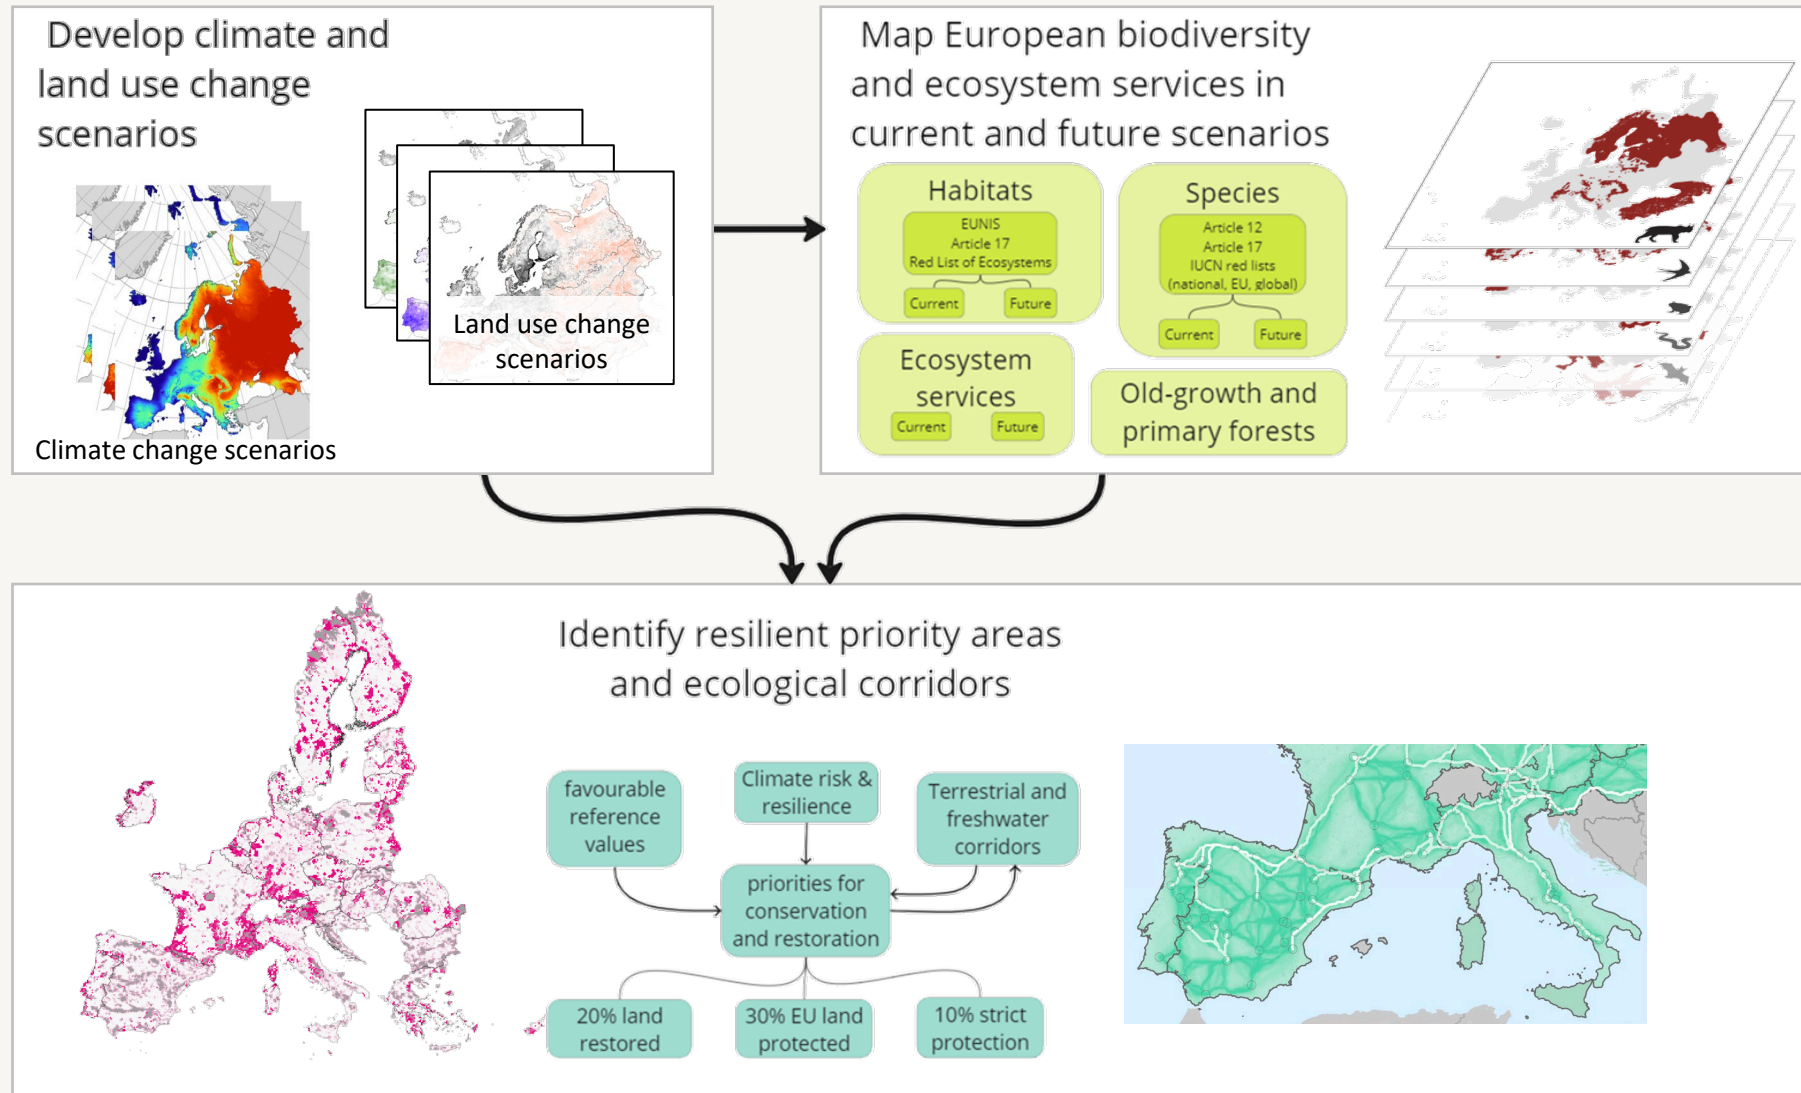 Develop climate and
land use change
scenarios
Land use change
scenarios
Climate change scenarios
Map European biodiversity
and ecosystem services in
current and future scenarios
Habitats
EUNIS
Article 17
Red List of Ecosystems
Current
Future
Species
Article 12
Article 17
IUCN red lists
(national, EU, global)
Current
Future
Ecosystem
services
Current
Future
Old-growth and
primary forests
Identify resilient priority areas
and ecological corridors
favourable
reference
values
Climate risk &
resilience
Terrestrial and
freshwater
corridors
priorities for
conservation
and restoration
20% land
restored
30% EU land
protected
10% strict
protection